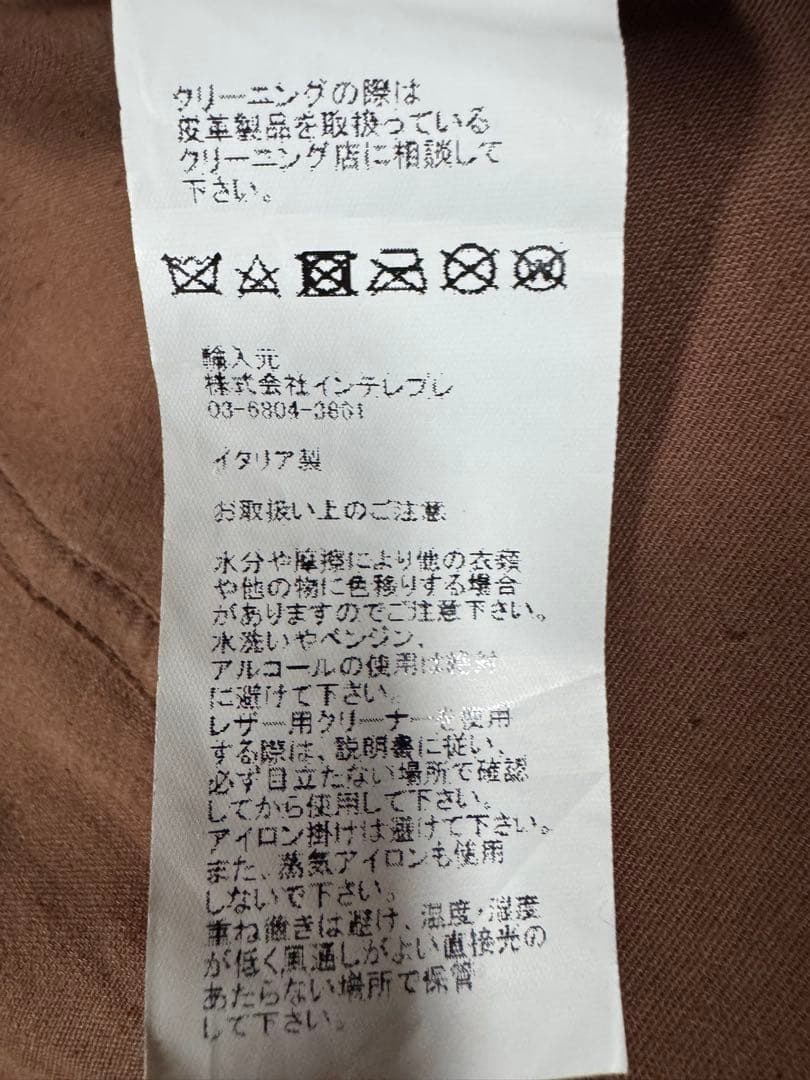 クリーニングの際は
皮革製品を取扱っている
クリーニング店に相談して
下さい。
輸入元
株式会社インテレプレ
03-6804-3861
イタリア製
お取扱い上のご注意
水分や摩擦により他の衣類
や他の物に色移りする場合
がありますのでご注意下さい。
水洗いやベンジン、
アルコールの使用は絶対
に避けて下さい。
レザー用クリーナーを使用
する際は、説明書に従い、
必ず目立たない場所で確認
してから使用して下さい。
アイロン掛けは避けて下さい。
また、蒸気アイロンも使用
しないで下さい。
重ね置きは避け、温度・湿度
が低く風通しがよい直接光の
あたらない場所で保管
して下さい。